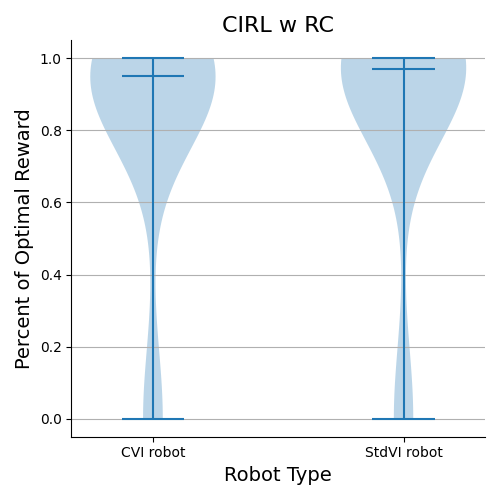 CIRL w RC
Percent of Optimal Reward
1.0
0.8
0.6
0.4
0.2
0.0
CVI robot
StdVI robot
Robot Type